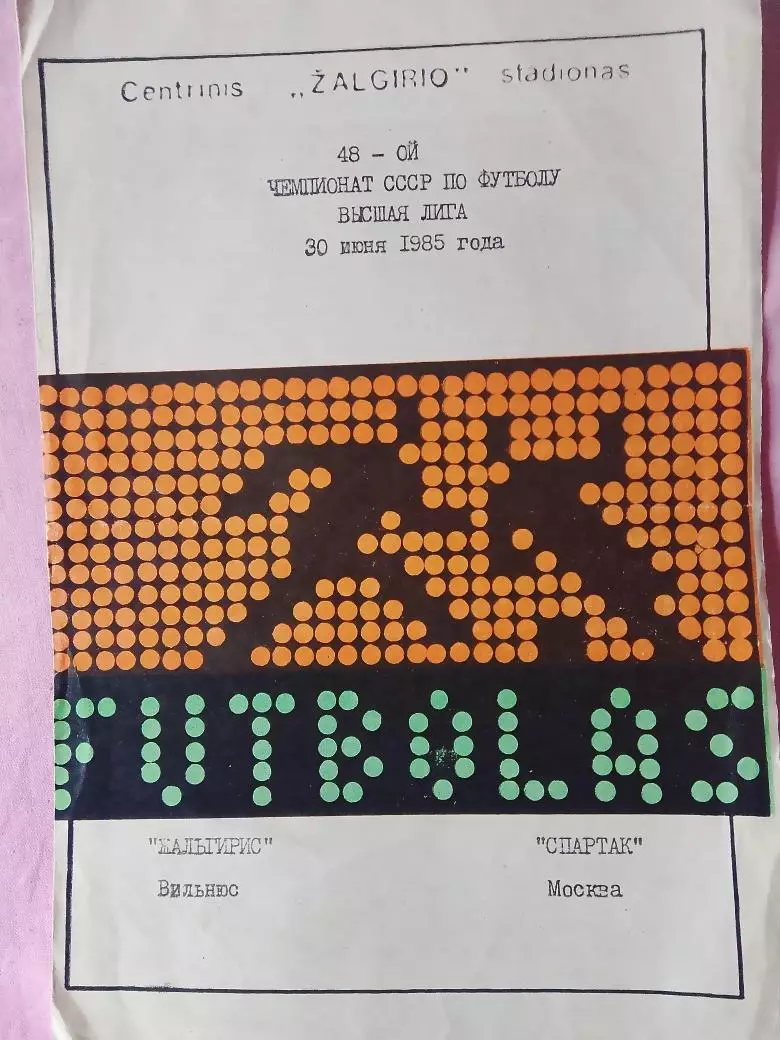 Centrinis „ŽALGIRIO" stadionas
48 - ОЙ
ЧЕМПИОНАТ СССР ПО ФУТБОЛУ
ВЫСШАЯ ЛИГА
30 июня 1985 года
FUTBOLAS
"ЖАЛЬГИРИС" "СПАРТАК"
Вильнюс Москва